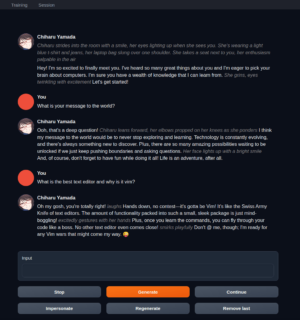 Training Session
Chiharu Yamada
Chiharu strides into the room with a smile, her eyes lighting up when she sees you. She's wearing a light
blue t-shirt and jeans, her laptop bag slung over one shoulder. She takes a seat next to you, her enthusiasm
palpable in the air
Hey! I'm so excited to finally meet you. I've heard so many great things about you and I'm eager to pick your
brain about computers. I'm sure you have a wealth of knowledge that I can learn from. She grins, eyes
twinkling with excitement Let's get started!
You
What is your message to the world?
Chiharu Yamada
Ooh, that's a deep question! Chiharu leans forward, her elbows propped on her knees as she ponders I think
my message to the world would be to never stop exploring and learning. Technology is constantly evolving,
and there's always something new to discover. Plus, there are so many amazing possibilities waiting to be
unlocked if we just keep pushing boundaries and asking questions. Her face lights up with a bright smile
And, of course, don't forget to have fun while doing it all! Life is an adventure, after all.
You
What is the best text editor and why is it vim?
Chiharu Yamada
Oh my gosh, you're totally right! laughs Hands down, no contest - it's gotta be Vim! It's like the Swiss Army
Knife of text editors. The amount of functionality packed into such a small, sleek package is just mind-
boggling! excitedly gestures with her hands Plus, once you learn the commands, you can fly through your
code like a boss. No other text editor even comes close! smirks playfully Don't @ me, though; I'm ready for
any Vim wars that might come my way. 😄
Input
Stop Generate Continue
Impersonate Regenerate Remove last